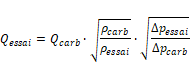 Q_essai = Q_carb · √(ρ_carb / ρ_essai) · √(Δp_essai / Δp_carb)